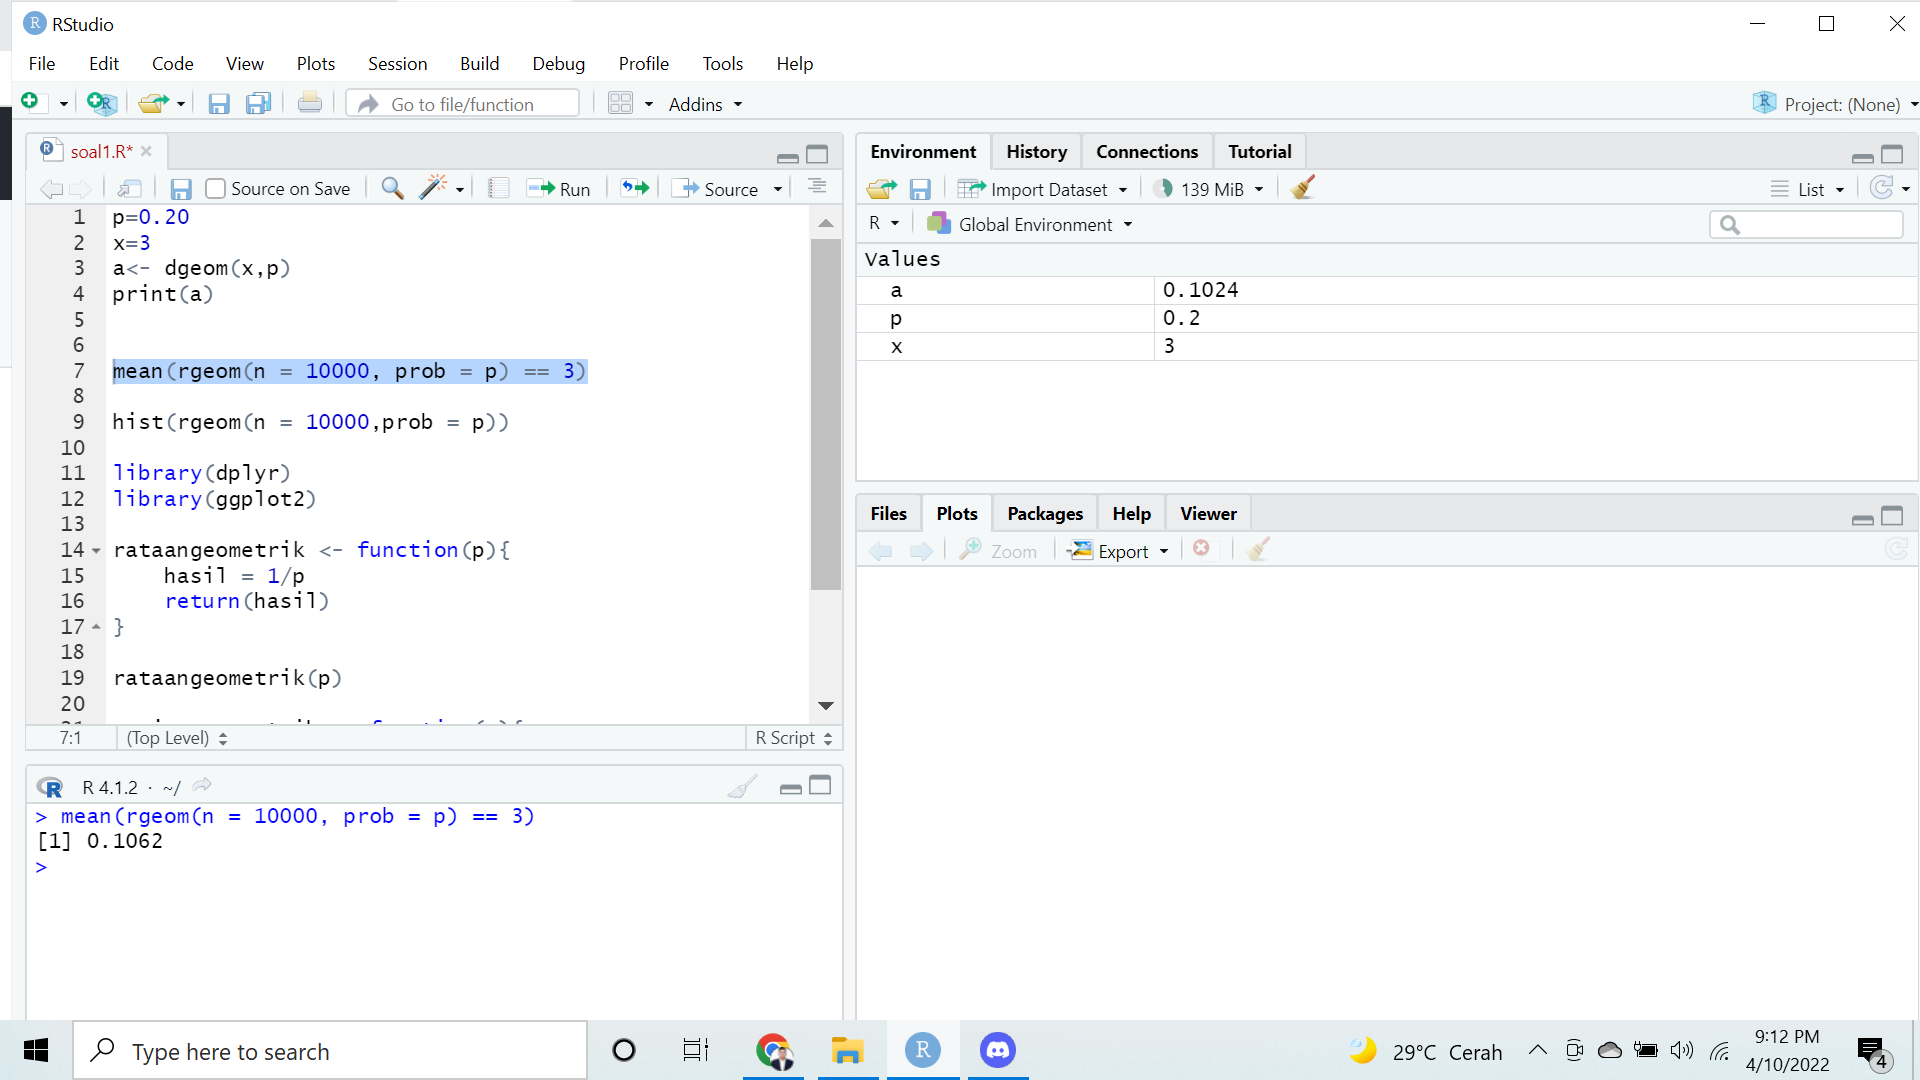 RStudio
File Edit Code View Plots Session Build Debug Profile Tools Help
Go to file/function Addins Project: (None)
soal1.R*
Source on Save Run Source
1 p=0.20
2 x=3
3 a<- dgeom(x,p)
4 print(a)
5
6
7 mean(rgeom(n = 10000, prob = p) == 3)
8
9 hist(rgeom(n = 10000,prob = p))
10
11 library(dplyr)
12 library(ggplot2)
13
14 rataangeometrik <- function(p){
15 hasil = 1/p
16 return(hasil)
17 }
18
19 rataangeometrik(p)
20
7:1 (Top Level) R Script
R 4.1.2 · ~/
> mean(rgeom(n = 10000, prob = p) == 3)
[1] 0.1062
>
Environment History Connections Tutorial
Import Dataset 139 MiB List
R Global Environment
Values
a 0.1024
p 0.2
x 3
Files Plots Packages Help Viewer
Zoom Export
Type here to search
29°C Cerah
9:12 PM
4/10/2022
4